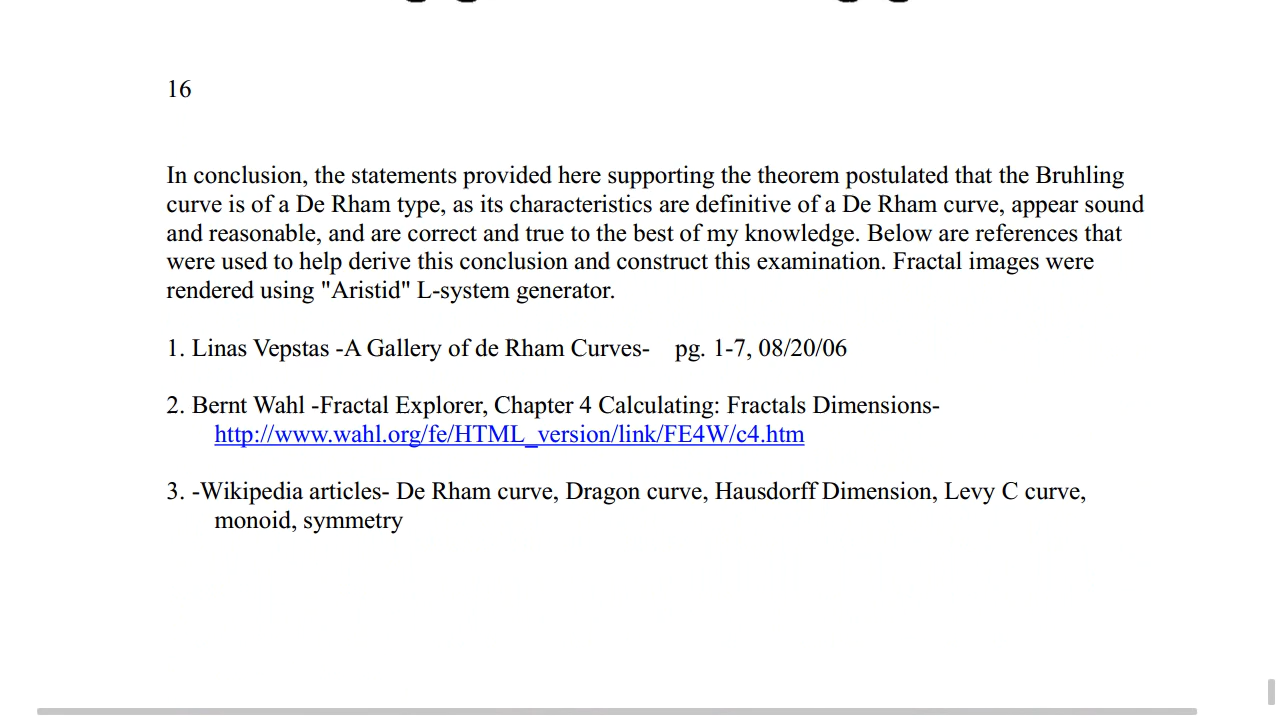 16
In conclusion, the statements provided here supporting the theorem postulated that the Bruhling
curve is of a De Rham type, as its characteristics are definitive of a De Rham curve, appear sound
and reasonable, and are correct and true to the best of my knowledge. Below are references that
were used to help derive this conclusion and construct this examination. Fractal images were
rendered using "Aristid" L-system generator.
1. Linas Vepstas -A Gallery of de Rham Curves- pg. 1-7, 08/20/06
2. Bernt Wahl -Fractal Explorer, Chapter 4 Calculating: Fractals Dimensions-
http://www.wahl.org/fe/HTML_version/link/FE4W/c4.htm
3. -Wikipedia articles- De Rham curve, Dragon curve, Hausdorff Dimension, Levy C curve,
monoid, symmetry